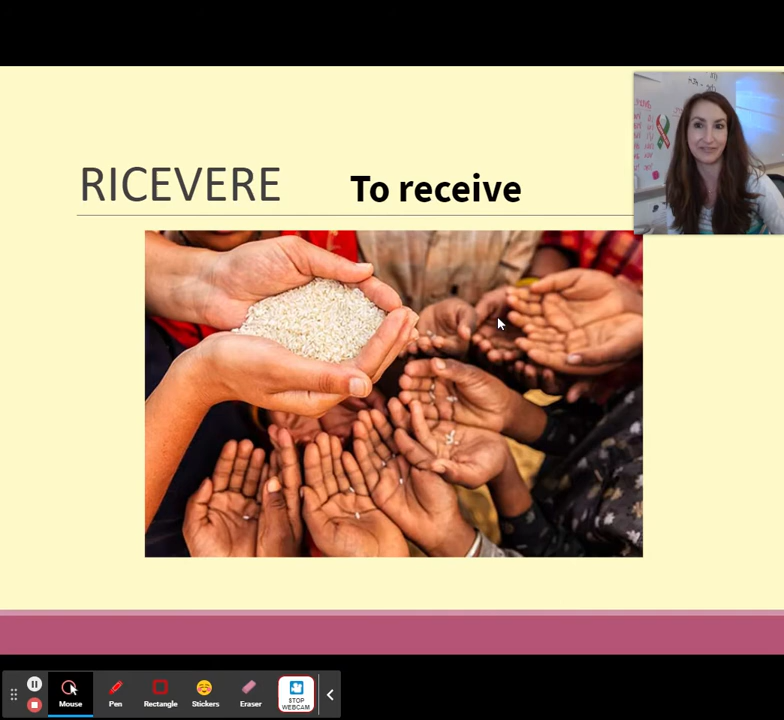 RICEVERE
To receive
Mouse
Pen
Rectangle
Stickers
Eraser
STOP
WEBCAM